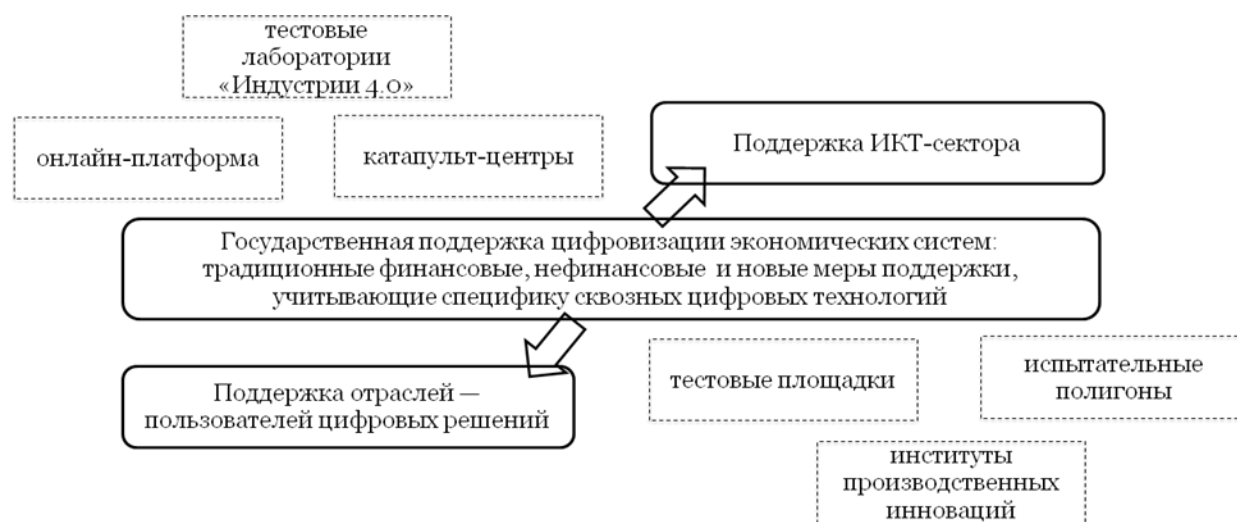 тестовые
лаборатории
«Индустрии 4.0»
онлайн-платформа
катапульт-центры
Поддержка ИКТ-сектора
Государственная поддержка цифровизации экономических систем:
традиционные финансовые, нефинансовые и новые меры поддержки,
учитывающие специфику сквозных цифровых технологий
Поддержка отраслей —
пользователей цифровых решений
тестовые площадки
испытательные
полигоны
институты
производственных
инноваций